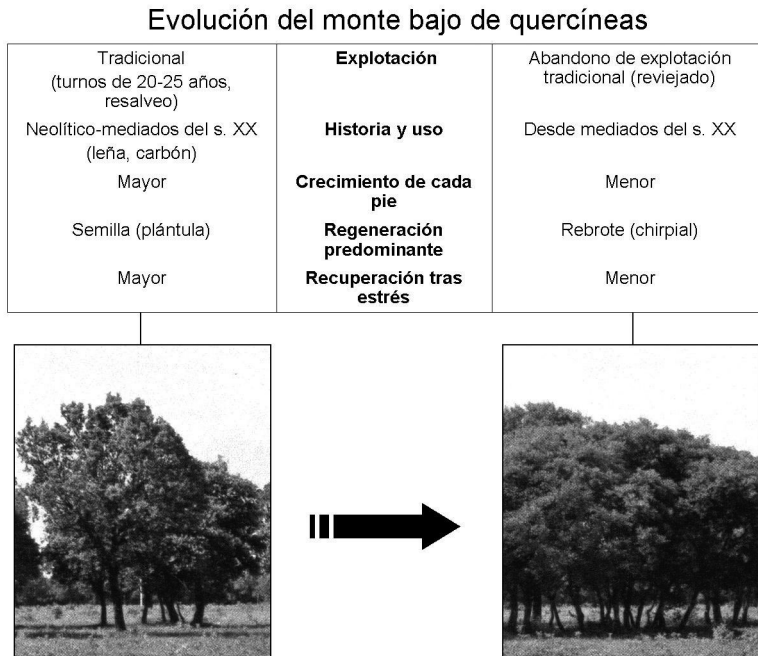 Evolución del monte bajo de quercíneas
Tradicional
(turnos de 20-25 años,
resalveo)
Explotación
Abandono de explotación
tradicional (reviejado)
Neolítico-mediados del s. XX
(leña, carbón)
Historia y uso
Desde mediados del s. XX
Mayor
Crecimiento de cada
pie
Menor
Semilla (plántula)
Regeneración
predominante
Rebrote (chirpial)
Mayor
Recuperación tras
estrés
Menor